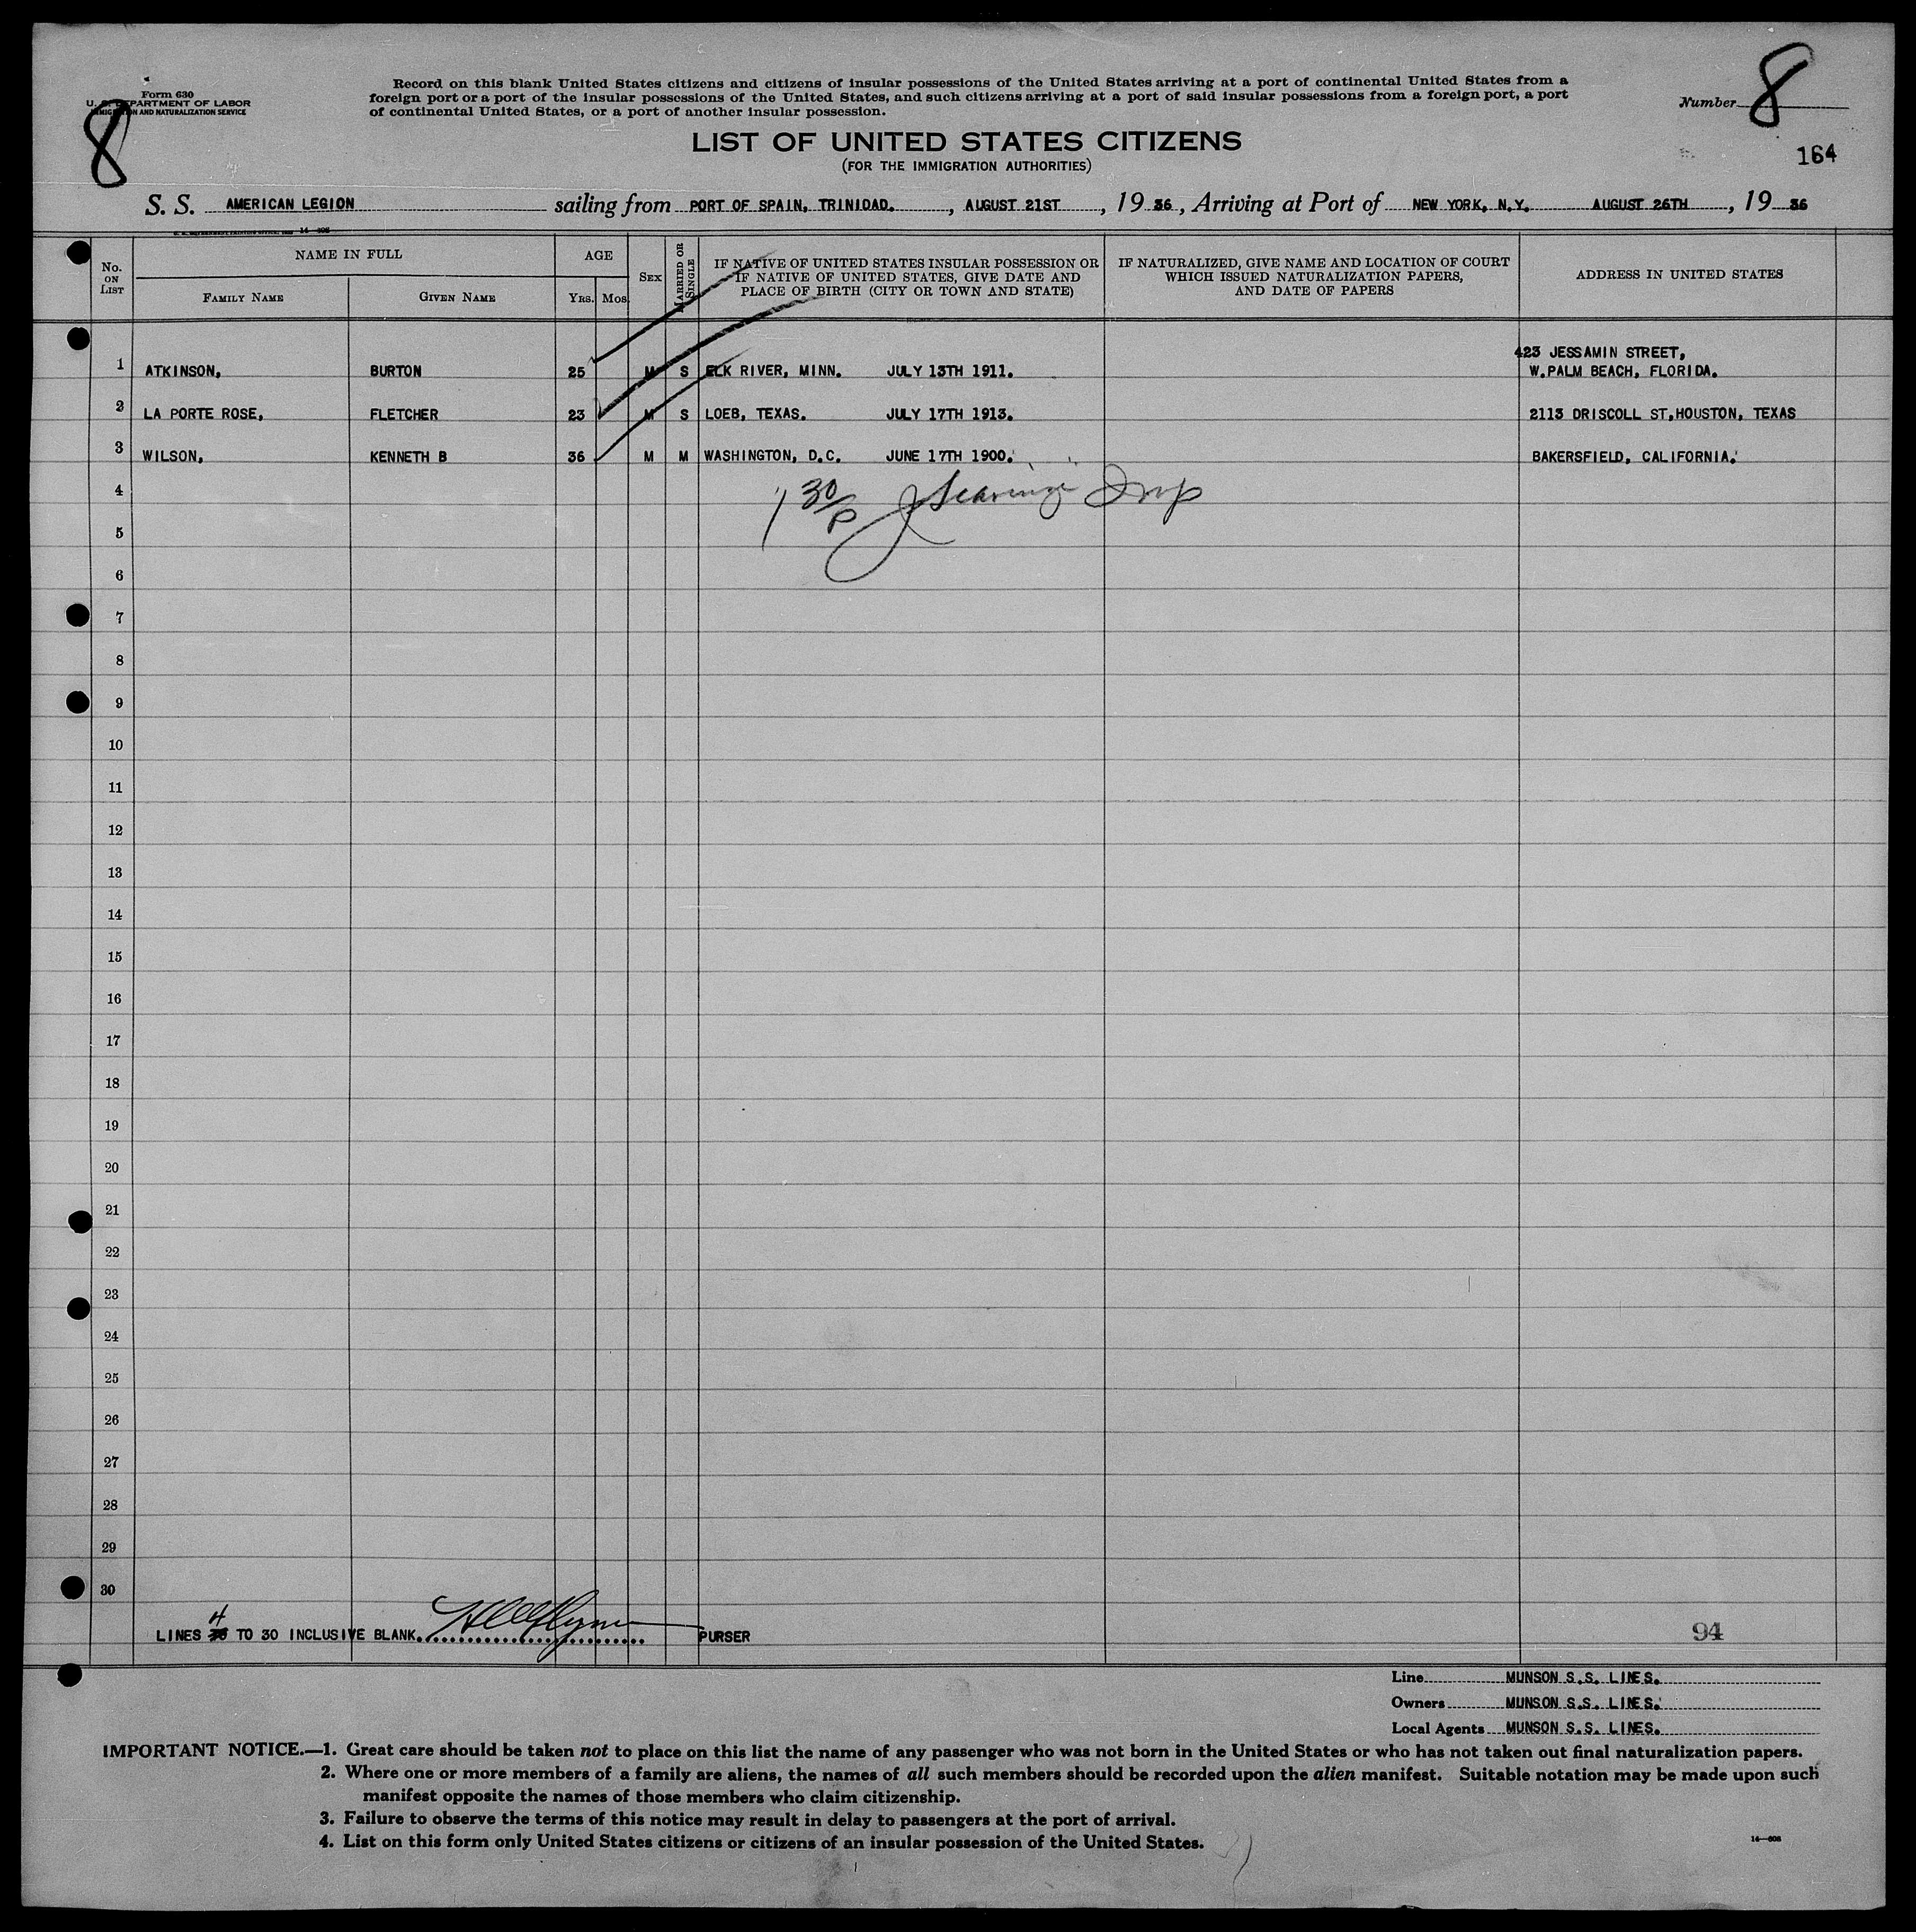 Form 630
U. S. DEPARTMENT OF LABOR
IMMIGRATION AND NATURALIZATION SERVICE
8
Record on this blank United States citizens and citizens of insular possessions of the United States arriving at a port of continental United States from a
foreign port or a port of the insular possessions of the United States, and such citizens arriving at a port of said insular possessions from a foreign port, a port
of continental United States, or a port of another insular possession.
Number 8
164
LIST OF UNITED STATES CITIZENS
(FOR THE IMMIGRATION AUTHORITIES)
S. S. AMERICAN LEGION sailing from PORT OF SPAIN, TRINIDAD. , AUGUST 21ST , 19 36 , Arriving at Port of NEW YORK, N.Y. AUGUST 26TH , 19 36
No. ON LIST NAME IN FULL FAMILY NAME GIVEN NAME AGE YRS. MOS. SEX MARRIED OR SINGLE IF NATIVE OF UNITED STATES INSULAR POSSESSION OR IF NATIVE OF UNITED STATES, GIVE DATE AND PLACE OF BIRTH (CITY OR TOWN AND STATE) IF NATURALIZED, GIVE NAME AND LOCATION OF COURT WHICH ISSUED NATURALIZATION PAPERS, AND DATE OF PAPERS ADDRESS IN UNITED STATES
1 ATKINSON, BURTON 25 M S ELK RIVER, MINN. JULY 13TH 1911. 423 JESSAMIN STREET, W.PALM BEACH, FLORIDA.
2 LA PORTE ROSE, FLETCHER 23 M S LOEB, TEXAS. JULY 17TH 1913. 2113 DRISCOLL ST,HOUSTON, TEXAS
3 WILSON, KENNETH B 36 M M WASHINGTON, D.C. JUNE 17TH 1900. BAKERSFIELD, CALIFORNIA.
4 1 30/P Insp
5
6
7
8
9
10
11
12
13
14
15
16
17
18
19
20
21
22
23
24
25
26
27
28
29
30
LINES 4 TO 30 INCLUSIVE BLANK. PURSER
94
Line MUNSON S.S. LINES.
Owners MUNSON S.S. LINES.
Local Agents MUNSON S.S. LINES.
IMPORTANT NOTICE.—1. Great care should be taken not to place on this list the name of any passenger who was not born in the United States or who has not taken out final naturalization papers.
2. Where one or more members of a family are aliens, the names of all such members should be recorded upon the alien manifest. Suitable notation may be made upon such
manifest opposite the names of those members who claim citizenship.
3. Failure to observe the terms of this notice may result in delay to passengers at the port of arrival.
4. List on this form only United States citizens or citizens of an insular possession of the United States.
14—608